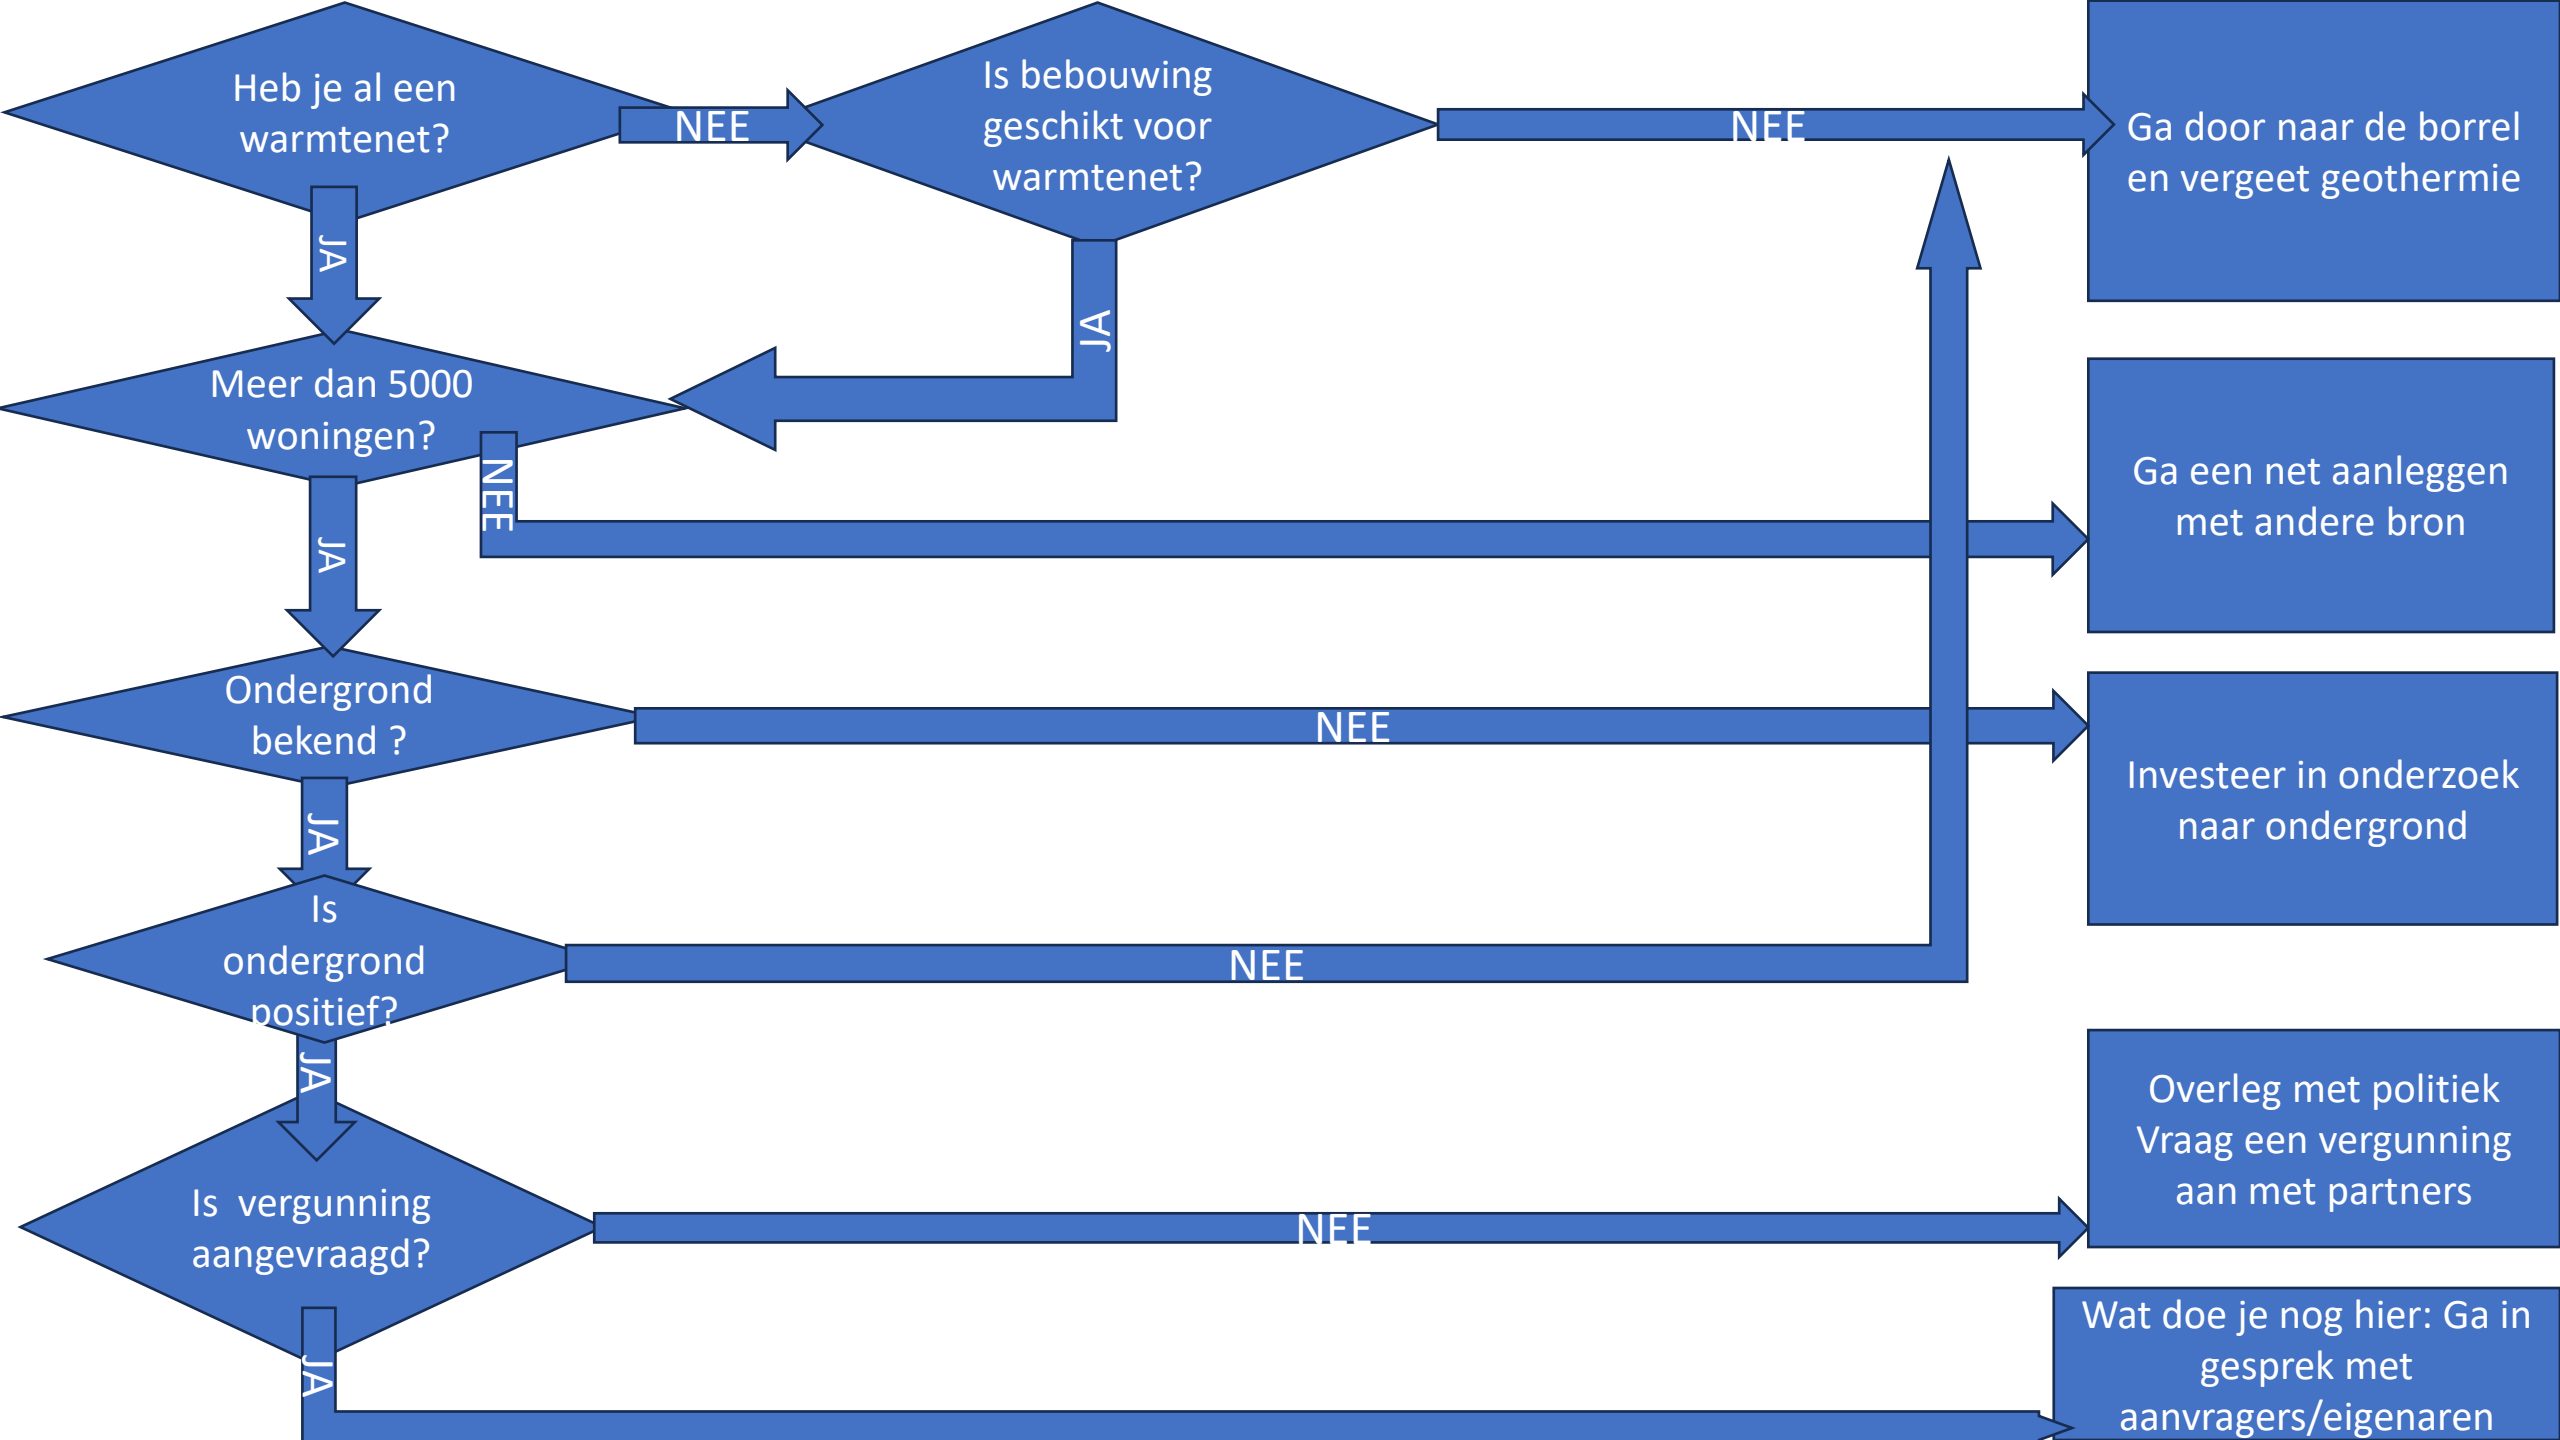 Heb je al een
warmtenet?
NEE
Is bebouwing
geschikt voor
warmtenet?
NEE
Ga door naar de borrel
en vergeet geothermie
JA
JA
Meer dan 5000
woningen?
NEE
Ga een net aanleggen
met andere bron
JA
Ondergrond
bekend ?
NEE
Investeer in onderzoek
naar ondergrond
JA
Is
ondergrond
positief?
NEE
JA
Overleg met politiek
Vraag een vergunning
aan met partners
Is  vergunning
aangevraagd?
NEE
JA
Wat doe je nog hier: Ga in
gesprek met
aanvragers/eigenaren